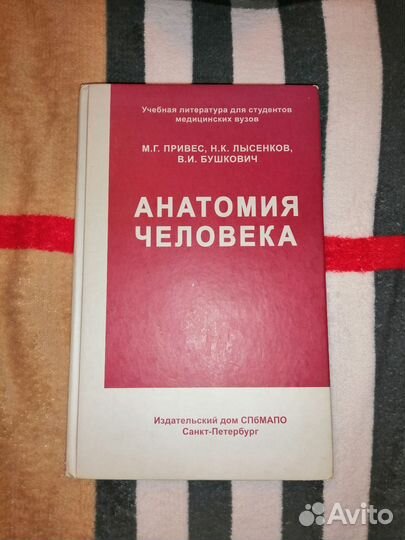 Учебная литература для студентов
медицинских вузов
М.Г. ПРИВЕС, Н.К. ЛЫСЕНКОВ,
В.И. БУШКОВИЧ
АНАТОМИЯ
ЧЕЛОВЕКА
Издательский дом СПбМАПО
Санкт-Петербург
Avito